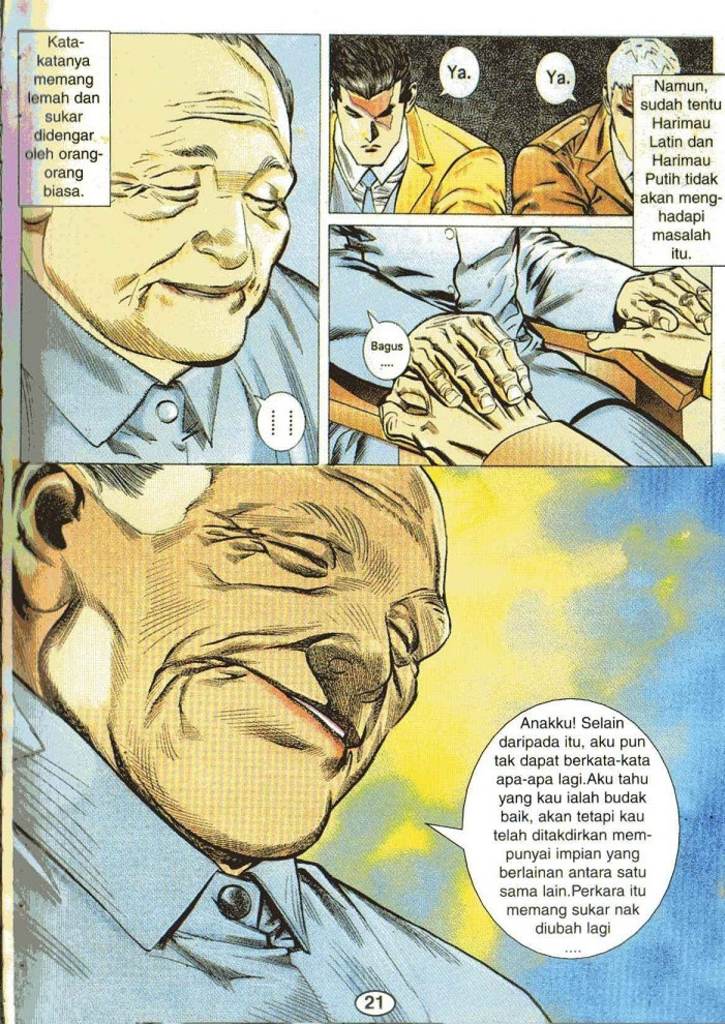 Kata-
katanya
memang
lemah dan
sukar
didengar
oleh orang-
orang
biasa.
Ya.
Ya.
Namun,
sudah tentu
Harimau
Latin dan
Harimau
Putih tidak
akan meng-
hadapi
masalah
itu.
Bagus
....
Anakku! Selain
daripada itu, aku pun
tak dapat berkata-kata
apa-apa lagi.Aku tahu
yang kau ialah budak
baik, akan tetapi kau
telah ditakdirkan mem-
punyai impian yang
berlainan antara satu
sama lain.Perkara itu
memang sukar nak
diubah lagi
....
21